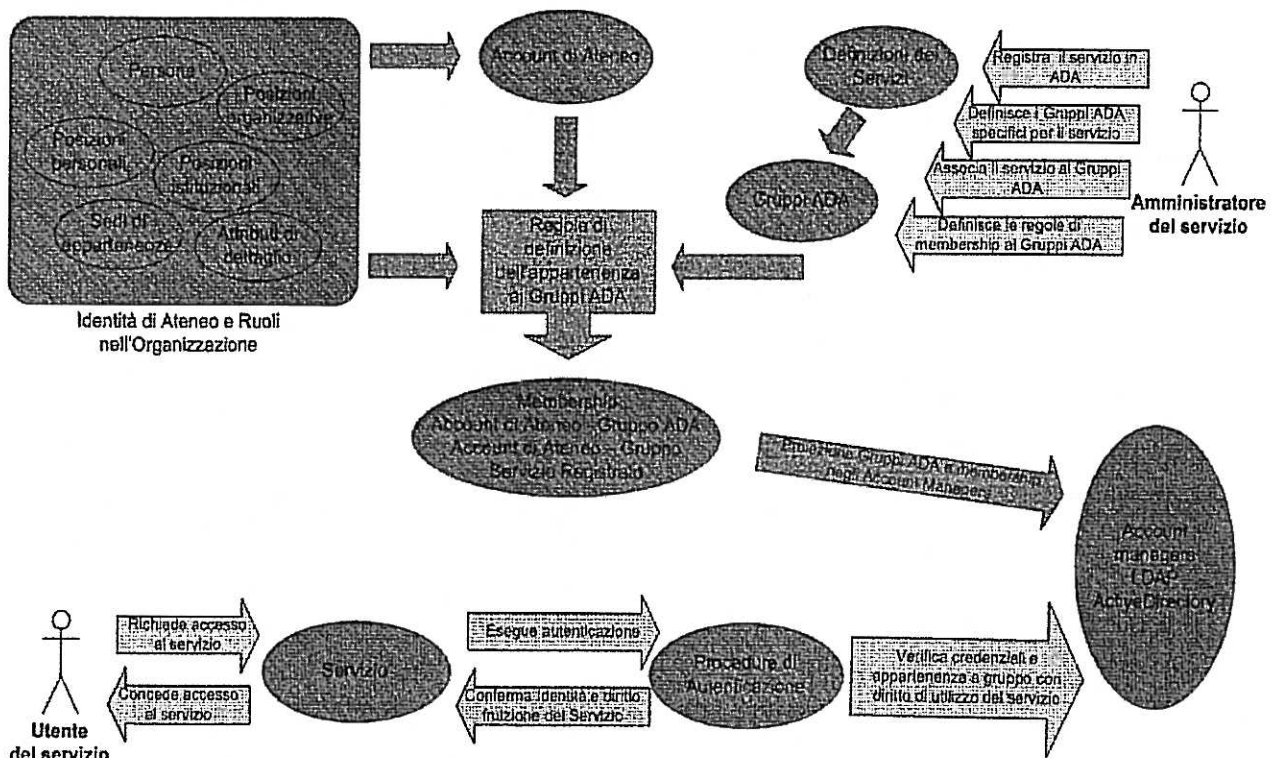 Persone
Posizioni
organizzative
Posizioni
personali
Posizioni
istituzionali
Sedi di
appartenenza
Attributi di
dettaglio
Identità di Ateneo e Ruoli
nell'Organizzazione
Account di Ateneo
Definizioni dei
Servizi
Gruppi ADA
Registra il servizio in
ADA
Definisce i Gruppi ADA
specifici per il servizio
Associa il servizio ai Gruppi
ADA
Definisce le regole di
membership ai Gruppi ADA
Amministratore
del servizio
Regole di
definizione
dell'appartenenza
ai Gruppi ADA
Membership
Account di Ateneo – Gruppo ADA
Account di Ateneo – Gruppo
Servizio Registrato
Proiezione Gruppi ADA e membership
negli Account Managers
Account
managers
LDAP
ActiveDirectory
Richiede accesso
al servizio
Concede accesso
al servizio
Utente
del servizio
Servizio
Esegue autenticazione
Conferma identità e diritto
fruizione del Servizio
Procedure di
Autenticazione
Verifica credenziali e
appartenenza a gruppo con
diritto di utilizzo del Servizio